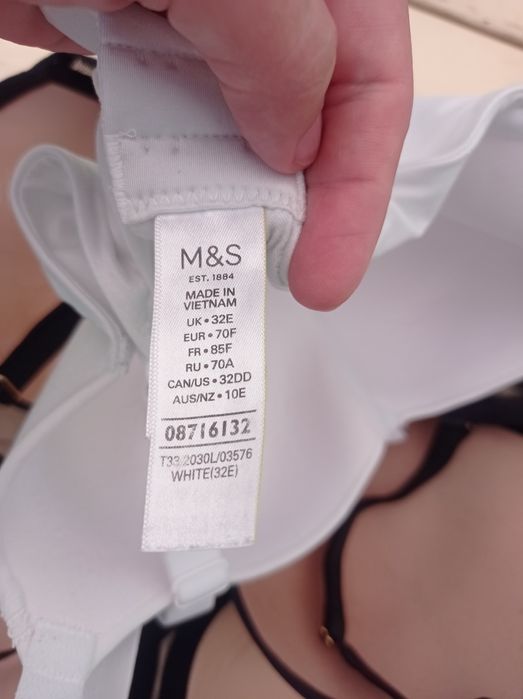 M&S
EST. 1884
MADE IN
VIETNAM
UK • 32E
EUR • 70F
FR • 85F
RU • 70A
CAN/US • 32DD
AUS/NZ • 10E
08716132
T33 2030L/03576
WHITE(32E)